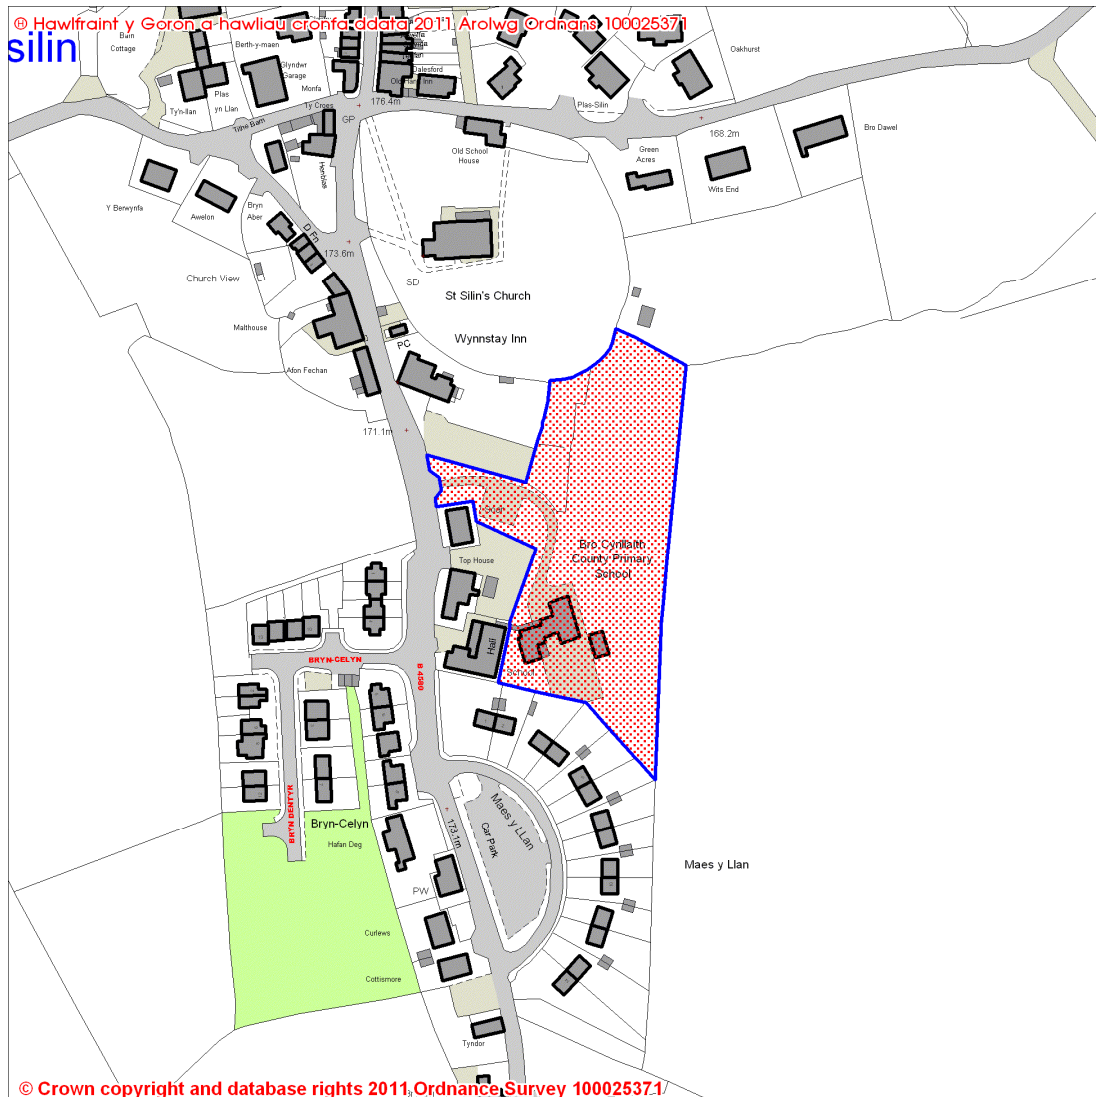 ® Hawlfraint y Goron a hawliau cronfa ddata 2011 Arolwg Ordnans 100025371
silin
Barn
Cottage
Berth-y-maen
Glyndwr
Garage
Monfa
Ty'n-llan
Plas
yn Llan
Tithe Barn
Ty Croes
Dalesford
176.4m
GP
Oakhurst
Plas-Silin
168.2m
Bro Dawel
Old School
House
Green
Acres
Wits End
Henblas
Y Berwynfa
Awelon
Bryn
Aber
D Fn
173.6m
Church View
SD
St Silin's Church
Malthouse
Wynnstay Inn
PC
Afon Fechan
171.1m
Bro Cynllaith
County Primary
School
Top House
Hall
School
BRYN-CELYN
B 4580
BRYN DENTYR
Bryn-Celyn
Hafan Deg
173.1m
Maes y LLan
Car Park
Maes y Llan
PW
Curlews
Cottismore
Tyndor
© Crown copyright and database rights 2011 Ordnance Survey 100025371